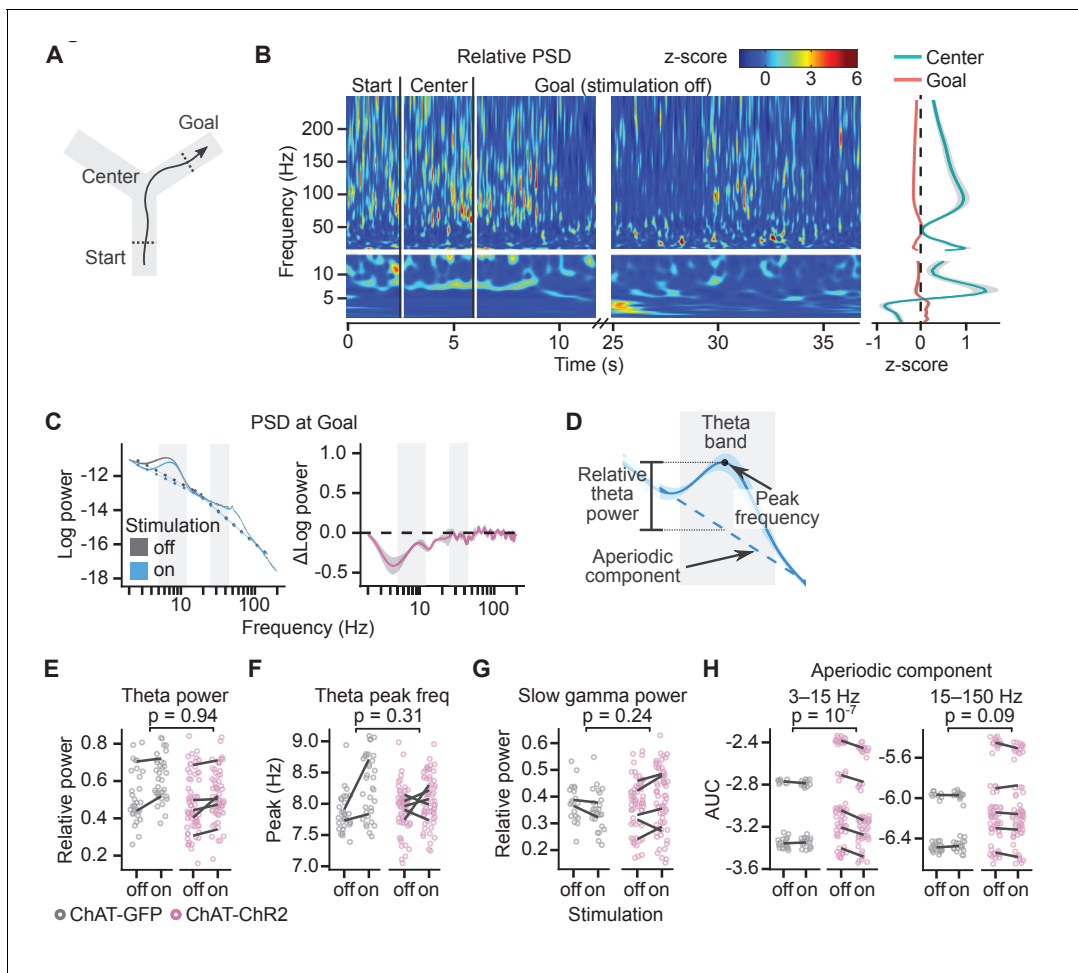 A
Goal
Center
Start
B
Relative PSD
z-score
0 3 6
Start
Center
Goal (stimulation off)
Frequency (Hz)
200
150
100
50
10
5
0
5
10
25
30
35
Time (s)
Center
Goal
-1
0
1
z-score
C
PSD at Goal
Log power
-12
-14
-16
-18
Stimulation
off
on
10
100
ΔLog power
1.0
0.5
0.0
-0.5
10
100
Frequency (Hz)
D
Theta
band
Relative
theta
power
Peak
frequency
Aperiodic
component
E
Theta power
p = 0.94
Relative power
0.8
0.6
0.4
0.2
off on
off on
F
Theta peak freq
p = 0.31
Peak (Hz)
9.0
8.5
8.0
7.5
7.0
off on
off on
G
Slow gamma power
p = 0.24
Relative power
0.6
0.5
0.4
0.3
0.2
off on
off on
Stimulation
H
Aperiodic component
3–15 Hz
p = 10-7
AUC
-2.4
-2.8
-3.2
-3.6
off on
off on
15–150 Hz
p = 0.09
-5.6
-6.0
-6.4
off on
off on
ChAT-GFP
ChAT-ChR2